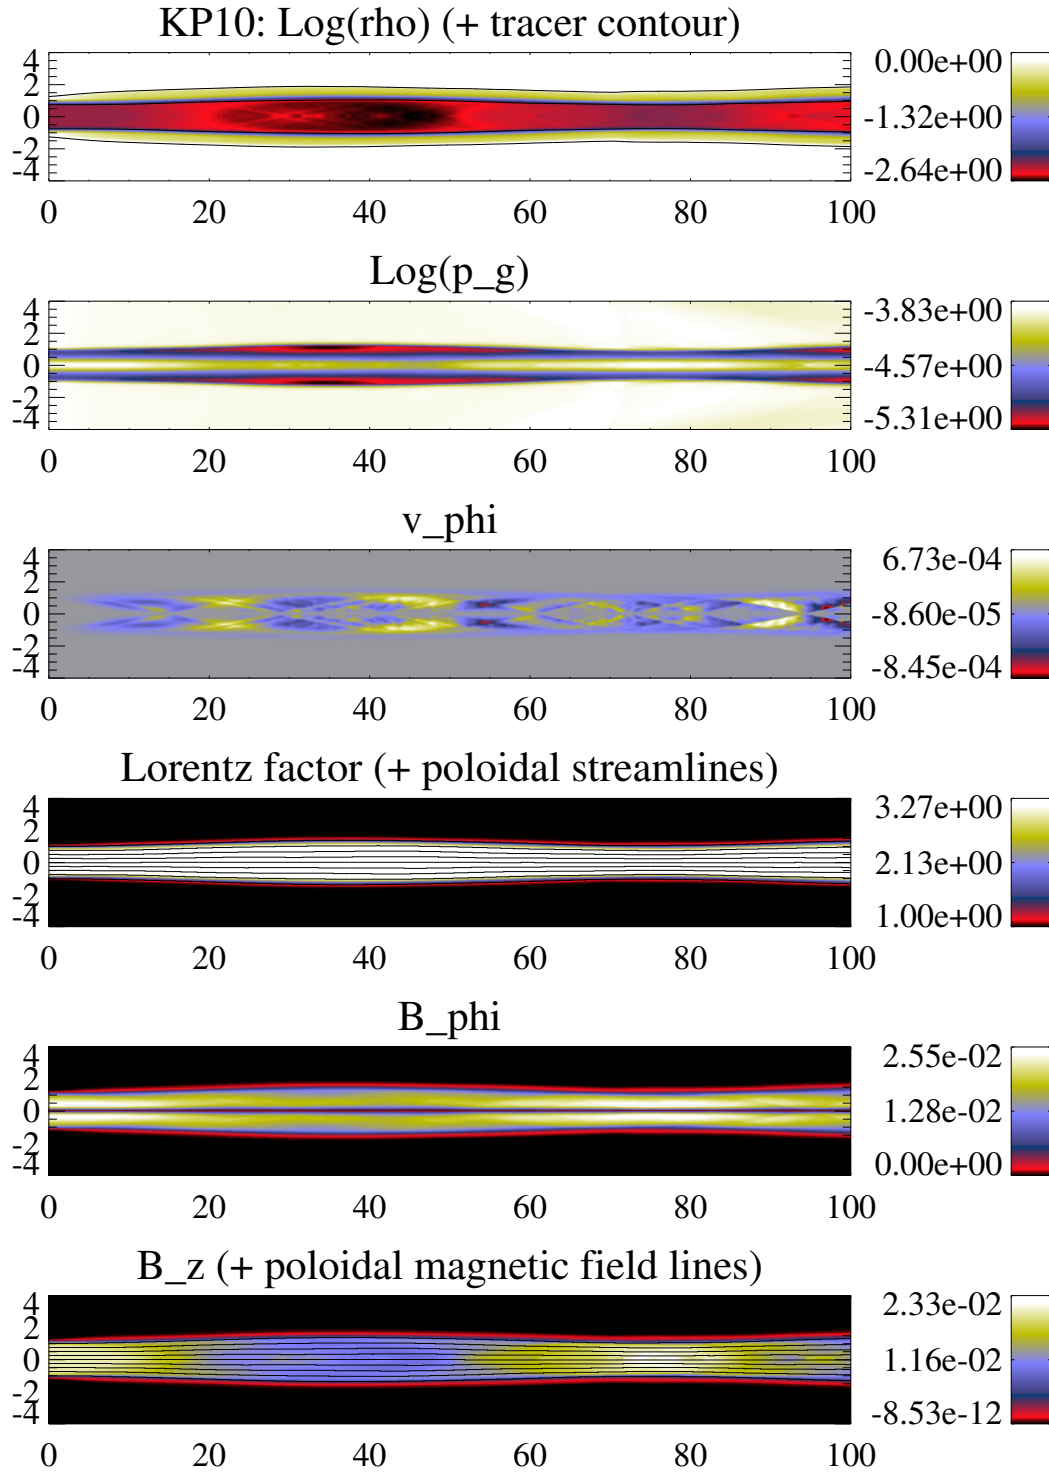 KP10: Log(rho) (+ tracer contour)
4
2
0
-2
-4
0 20 40 60 80 100
0.00e+00
-1.32e+00
-2.64e+00
Log(p_g)
4
2
0
-2
-4
0 20 40 60 80 100
-3.83e+00
-4.57e+00
-5.31e+00
v_phi
4
2
0
-2
-4
0 20 40 60 80 100
6.73e-04
-8.60e-05
-8.45e-04
Lorentz factor (+ poloidal streamlines)
4
2
0
-2
-4
0 20 40 60 80 100
3.27e+00
2.13e+00
1.00e+00
B_phi
4
2
0
-2
-4
0 20 40 60 80 100
2.55e-02
1.28e-02
0.00e+00
B_z (+ poloidal magnetic field lines)
4
2
0
-2
-4
0 20 40 60 80 100
2.33e-02
1.16e-02
-8.53e-12